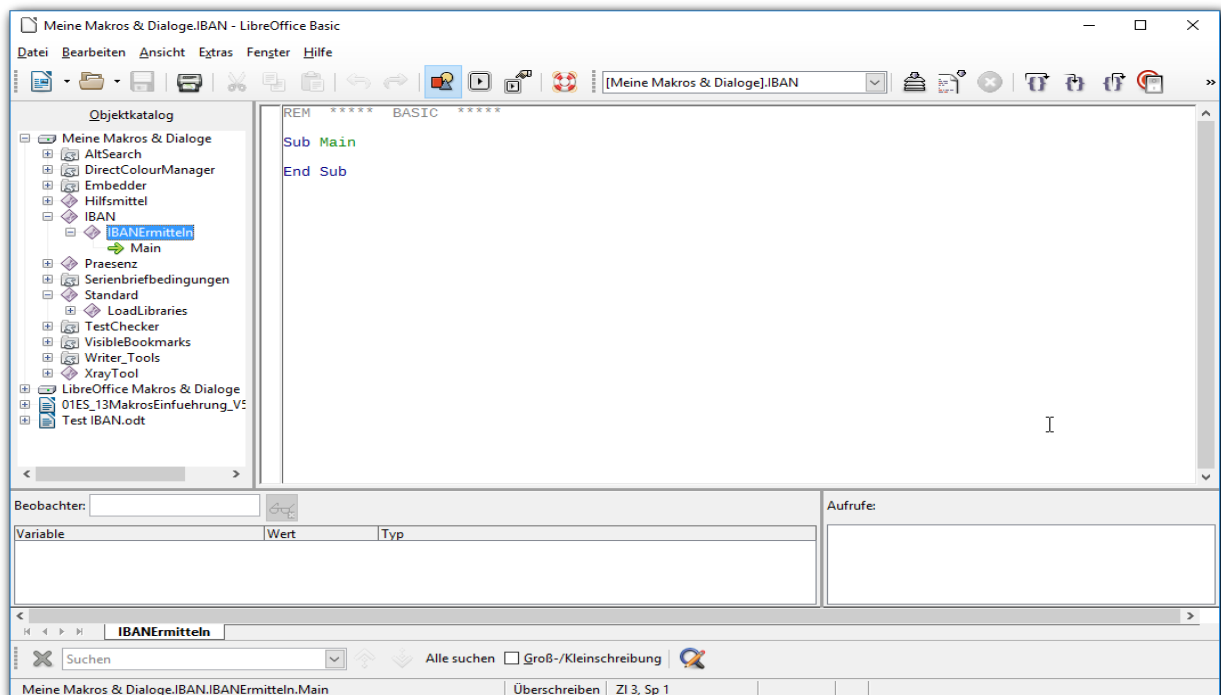 Meine Makros & Dialoge.IBAN - LibreOffice Basic
Datei Bearbeiten Ansicht Extras Fenster Hilfe
[Meine Makros & Dialoge].IBAN
Objektkatalog
Meine Makros & Dialoge
AltSearch
DirectColourManager
Embedder
Hilfsmittel
IBAN
IBANErmitteln
Main
Praesenz
Serienbriefbedingungen
Standard
LoadLibraries
TestChecker
VisibleBookmarks
Writer_Tools
XrayTool
LibreOffice Makros & Dialoge
01ES_13MakrosEinfuehrung_V5
Test IBAN.odt
REM ***** BASIC *****
Sub Main
End Sub
Beobachter:
Aufrufe:
Variable Wert Typ
IBANErmitteln
Suchen Alle suchen Groß-/Kleinschreibung
Meine Makros & Dialoge.IBAN.IBANErmitteln.Main Überschreiben Zl 3, Sp 1